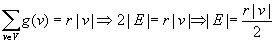 ∑_{v∈V} g(v) = r|v| ⇒ 2|E| = r|v| ⇒ |E| = r|v|/2